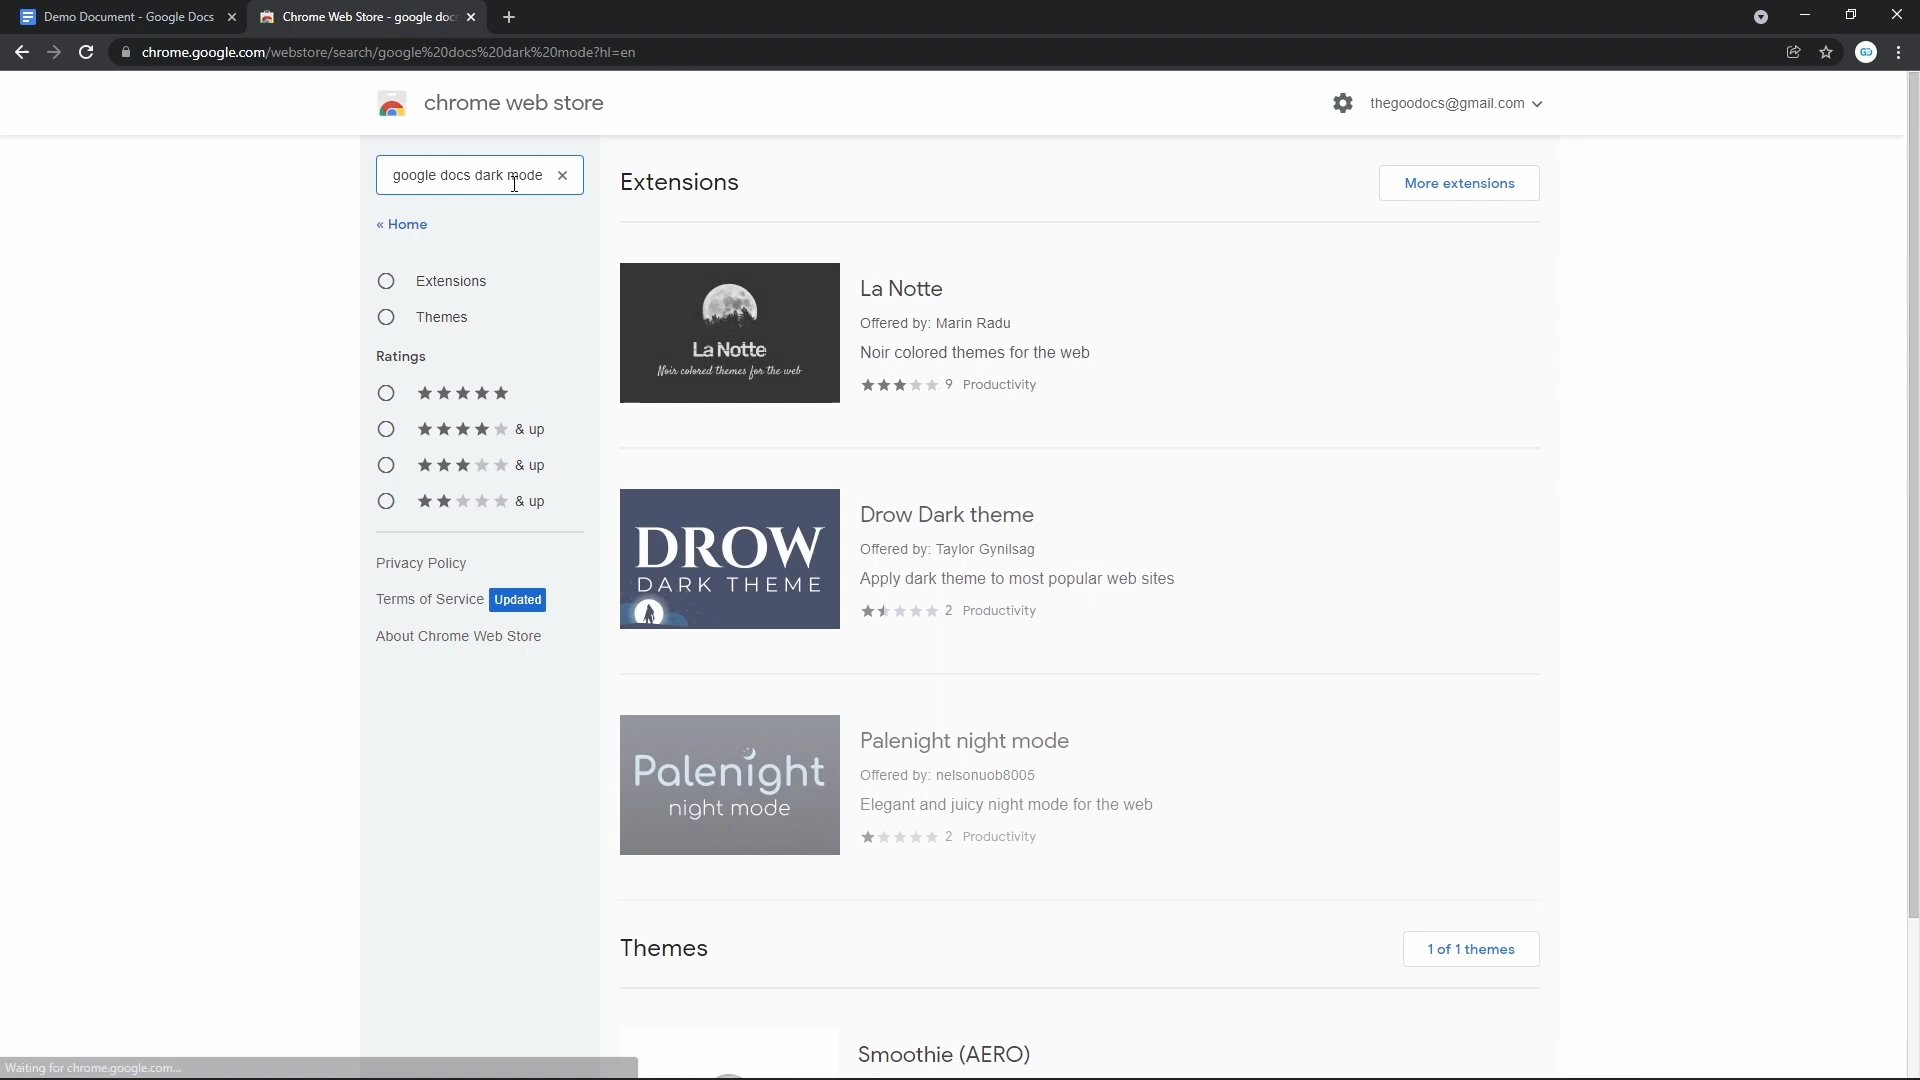 Demo Document - Google Docs
Chrome Web Store - google doc
chrome.google.com/webstore/search/google%20docs%20dark%20mode?hl=en
chrome web store
thegoodocs@gmail.com
google docs dark mode
« Home
Extensions
Themes
Ratings
& up
& up
& up
Privacy Policy
Terms of Service Updated
About Chrome Web Store
Extensions
More extensions
La Notte
Noir colored themes for the web
La Notte
Offered by: Marin Radu
Noir colored themes for the web
9 Productivity
DROW
DARK THEME
Drow Dark theme
Offered by: Taylor Gynilsag
Apply dark theme to most popular web sites
2 Productivity
Palenight
night mode
Palenight night mode
Offered by: nelsonuob8005
Elegant and juicy night mode for the web
2 Productivity
Themes
1 of 1 themes
Smoothie (AERO)
Waiting for chrome.google.com...